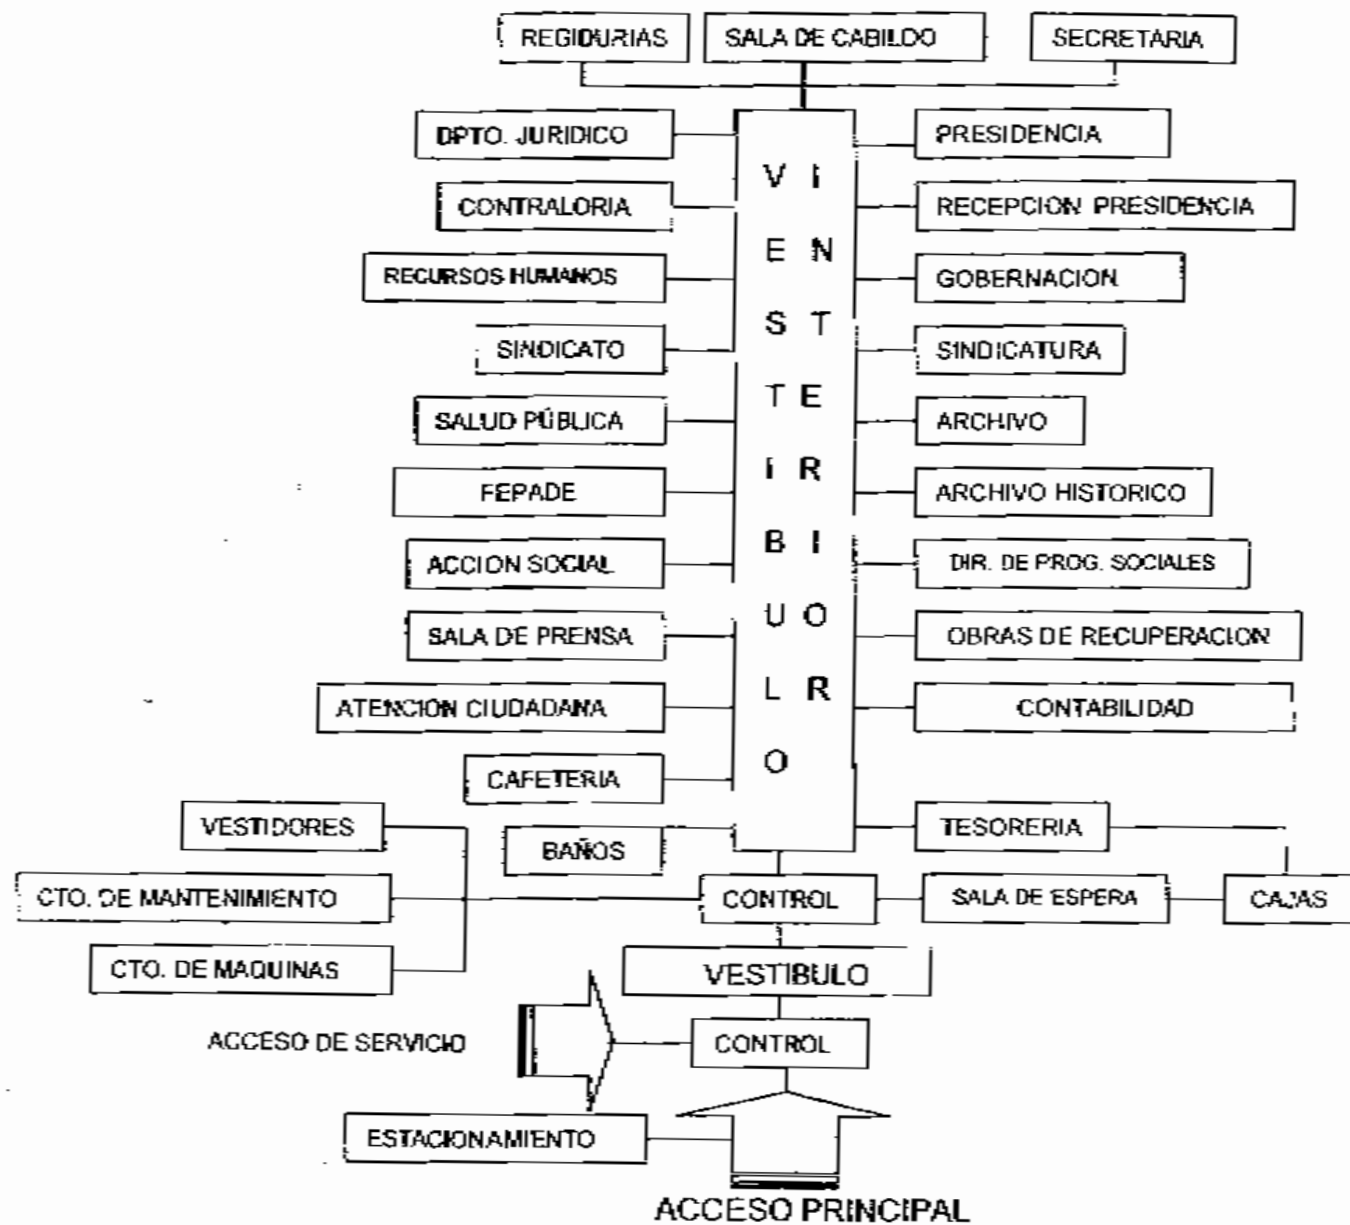 REGIDURIAS
SALA DE CABILDO
SECRETARIA
DPTO. JURIDICO
PRESIDENCIA
CONTRALORIA
RECEPCION PRESIDENCIA
RECURSOS HUMANOS
GOBERNACION
SINDICATO
SINDICATURA
SALUD PÚBLICA
ARCHIVO
FEPADE
ARCHIVO HISTORICO
ACCION SOCIAL
DIR. DE PROG. SOCIALES
SALA DE PRENSA
OBRAS DE RECUPERACION
ATENCION CIUDADANA
CONTABILIDAD
CAFETERIA
VESTIBULO
INTERIOR
VESTIDORES
BAÑOS
TESORERIA
CTO. DE MANTENIMIENTO
CONTROL
SALA DE ESPERA
CAJAS
CTO. DE MAQUINAS
VESTÍBULO
ACCESO DE SERVICIO
CONTROL
ESTACIONAMIENTO
ACCESO PRINCIPAL